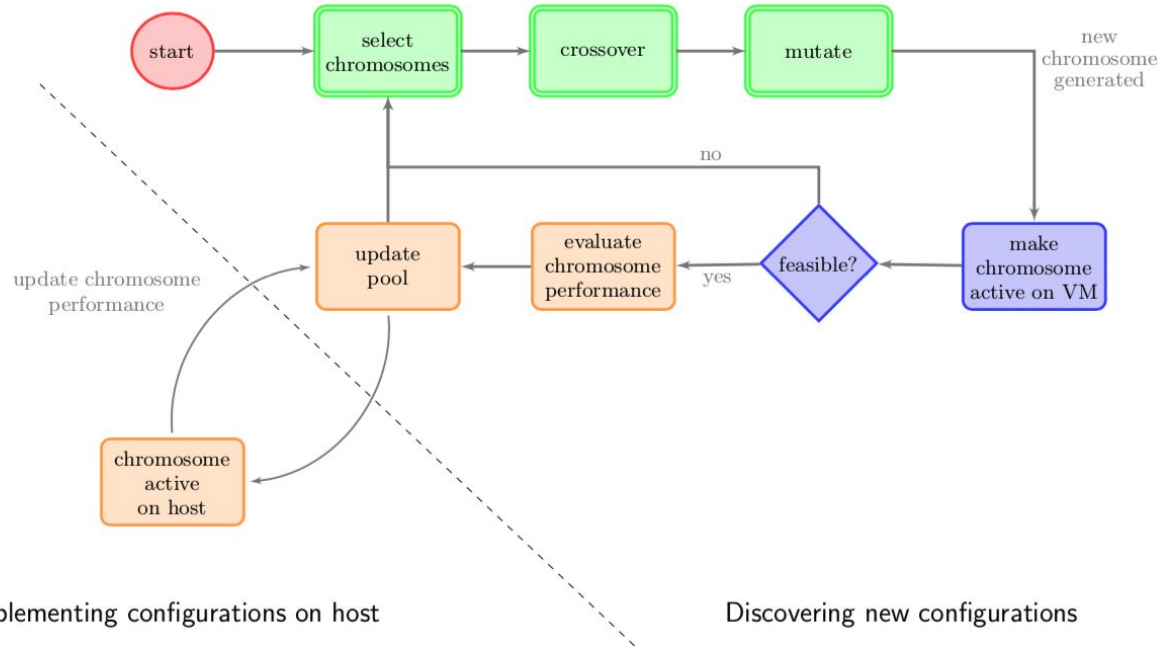 start
select
chromosomes
crossover
mutate
new
chromosome
generated
no
update
pool
evaluate
chromosome
performance
yes
feasible?
make
chromosome
active on VM
update chromosome
performance
chromosome
active
on host
configurations on host
Discovering new configurations